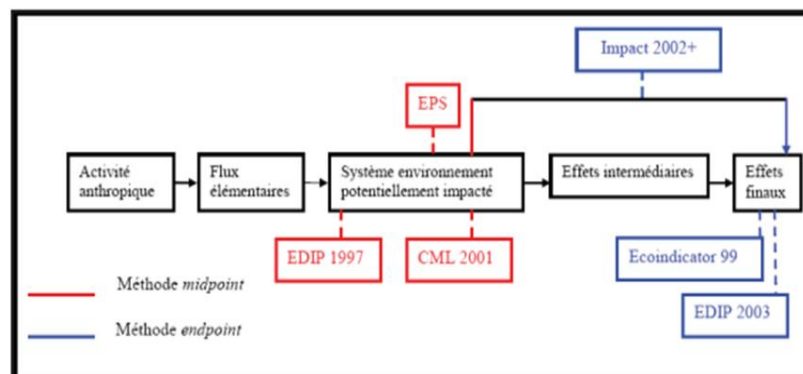 Impact 2002+
EPS
Activité
anthropique
Flux
élémentaires
Système environnement
potentiellement impacté
Effets intermédiaires
Effets
finaux
EDIP 1997
CML 2001
Ecoindicator 99
EDIP 2003
Méthode midpoint
Méthode endpoint